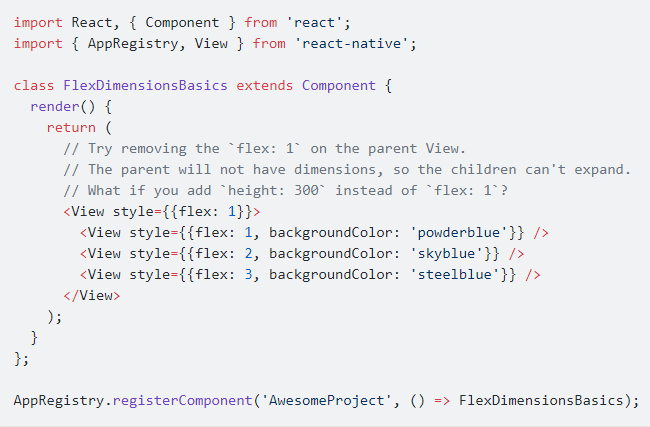 import React, { Component } from 'react';
import { AppRegistry, View } from 'react-native';

class FlexDimensionsBasics extends Component {
  render() {
    return (
      // Try removing the `flex: 1` on the parent View.
      // The parent will not have dimensions, so the children can't expand.
      // What if you add `height: 300` instead of `flex: 1`?
      <View style={{flex: 1}}>
        <View style={{flex: 1, backgroundColor: 'powderblue'}} />
        <View style={{flex: 2, backgroundColor: 'skyblue'}} />
        <View style={{flex: 3, backgroundColor: 'steelblue'}} />
      </View>
    );
  }
};

AppRegistry.registerComponent('AwesomeProject', () => FlexDimensionsBasics);